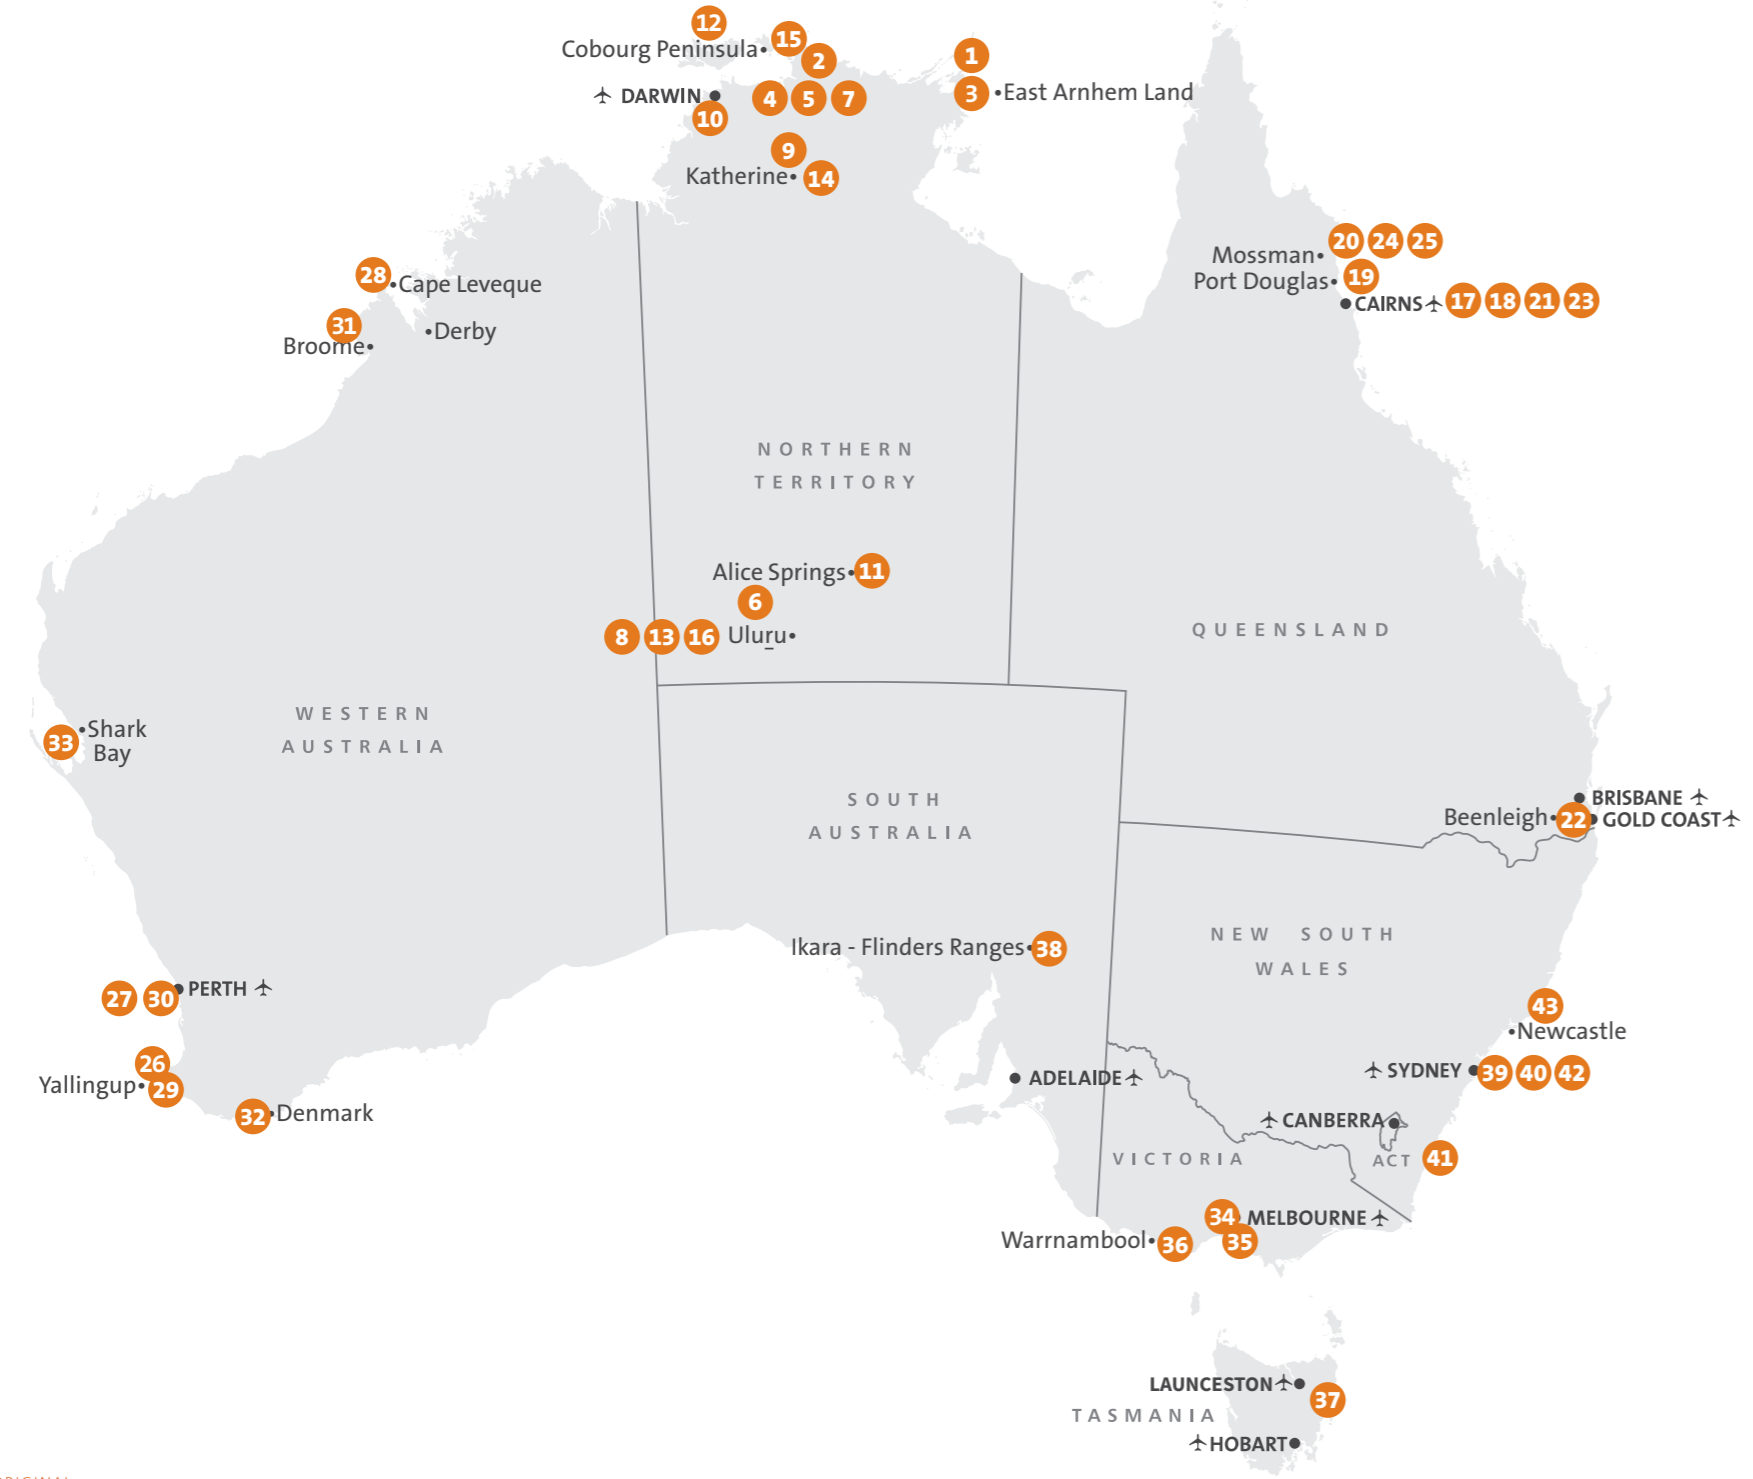 12
Cobourg Peninsula
15
2
1
DARWIN
4 5 7
3
East Arnhem Land
10
9
Katherine
14
20 24 25
Mossman
28
Cape Leveque
Port Douglas
19
CAIRNS
17 18 21 23
31
Derby
Broome
NORTHERN
TERRITORY
Alice Springs
11
6
8 13 16
Uluṟu
QUEENSLAND
WESTERN
AUSTRALIA
33
Shark
Bay
SOUTH
AUSTRALIA
BRISBANE
Beenleigh
22
GOLD COAST
NEW SOUTH
WALES
Ikara - Flinders Ranges
38
27 30
PERTH
43
Newcastle
26
Yallingup
29
ADELAIDE
SYDNEY
39 40 42
32
Denmark
CANBERRA
VICTORIA
ACT
41
34
MELBOURNE
Warrnambool
36
35
LAUNCESTON
37
TASMANIA
HOBART